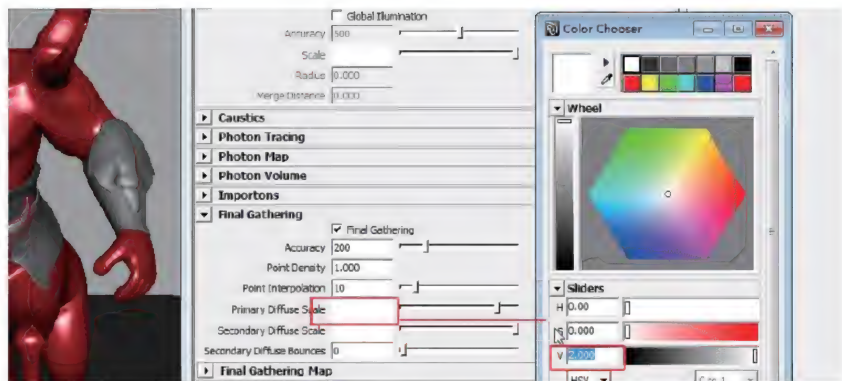 Global Illumination
Accuracy 500
Scale
Radius 0.000
Merge Distance 0.000
Caustics
Photon Tracing
Photon Map
Photon Volume
Importons
Final Gathering
Final Gathering
Accuracy 200
Point Density 1.000
Point Interpolation 10
Primary Diffuse Scale
Secondary Diffuse Scale
Secondary Diffuse Bounces 0
Final Gathering Map
Color Chooser
Wheel
Sliders
H 0.00
S 0.000
V 2.000
HSV